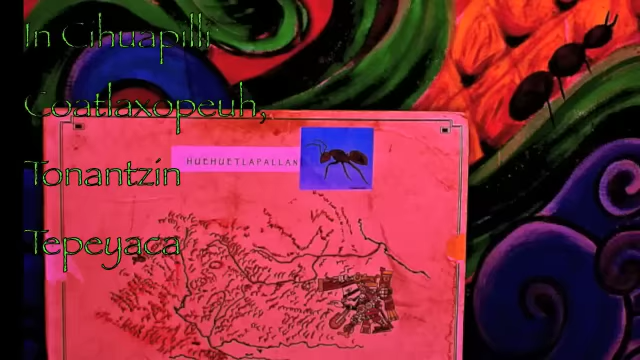 In Cihuapilli
Coatlaxopeuh,
HUEHUETLAPALLAN
Tonantzin
Tepeyaca